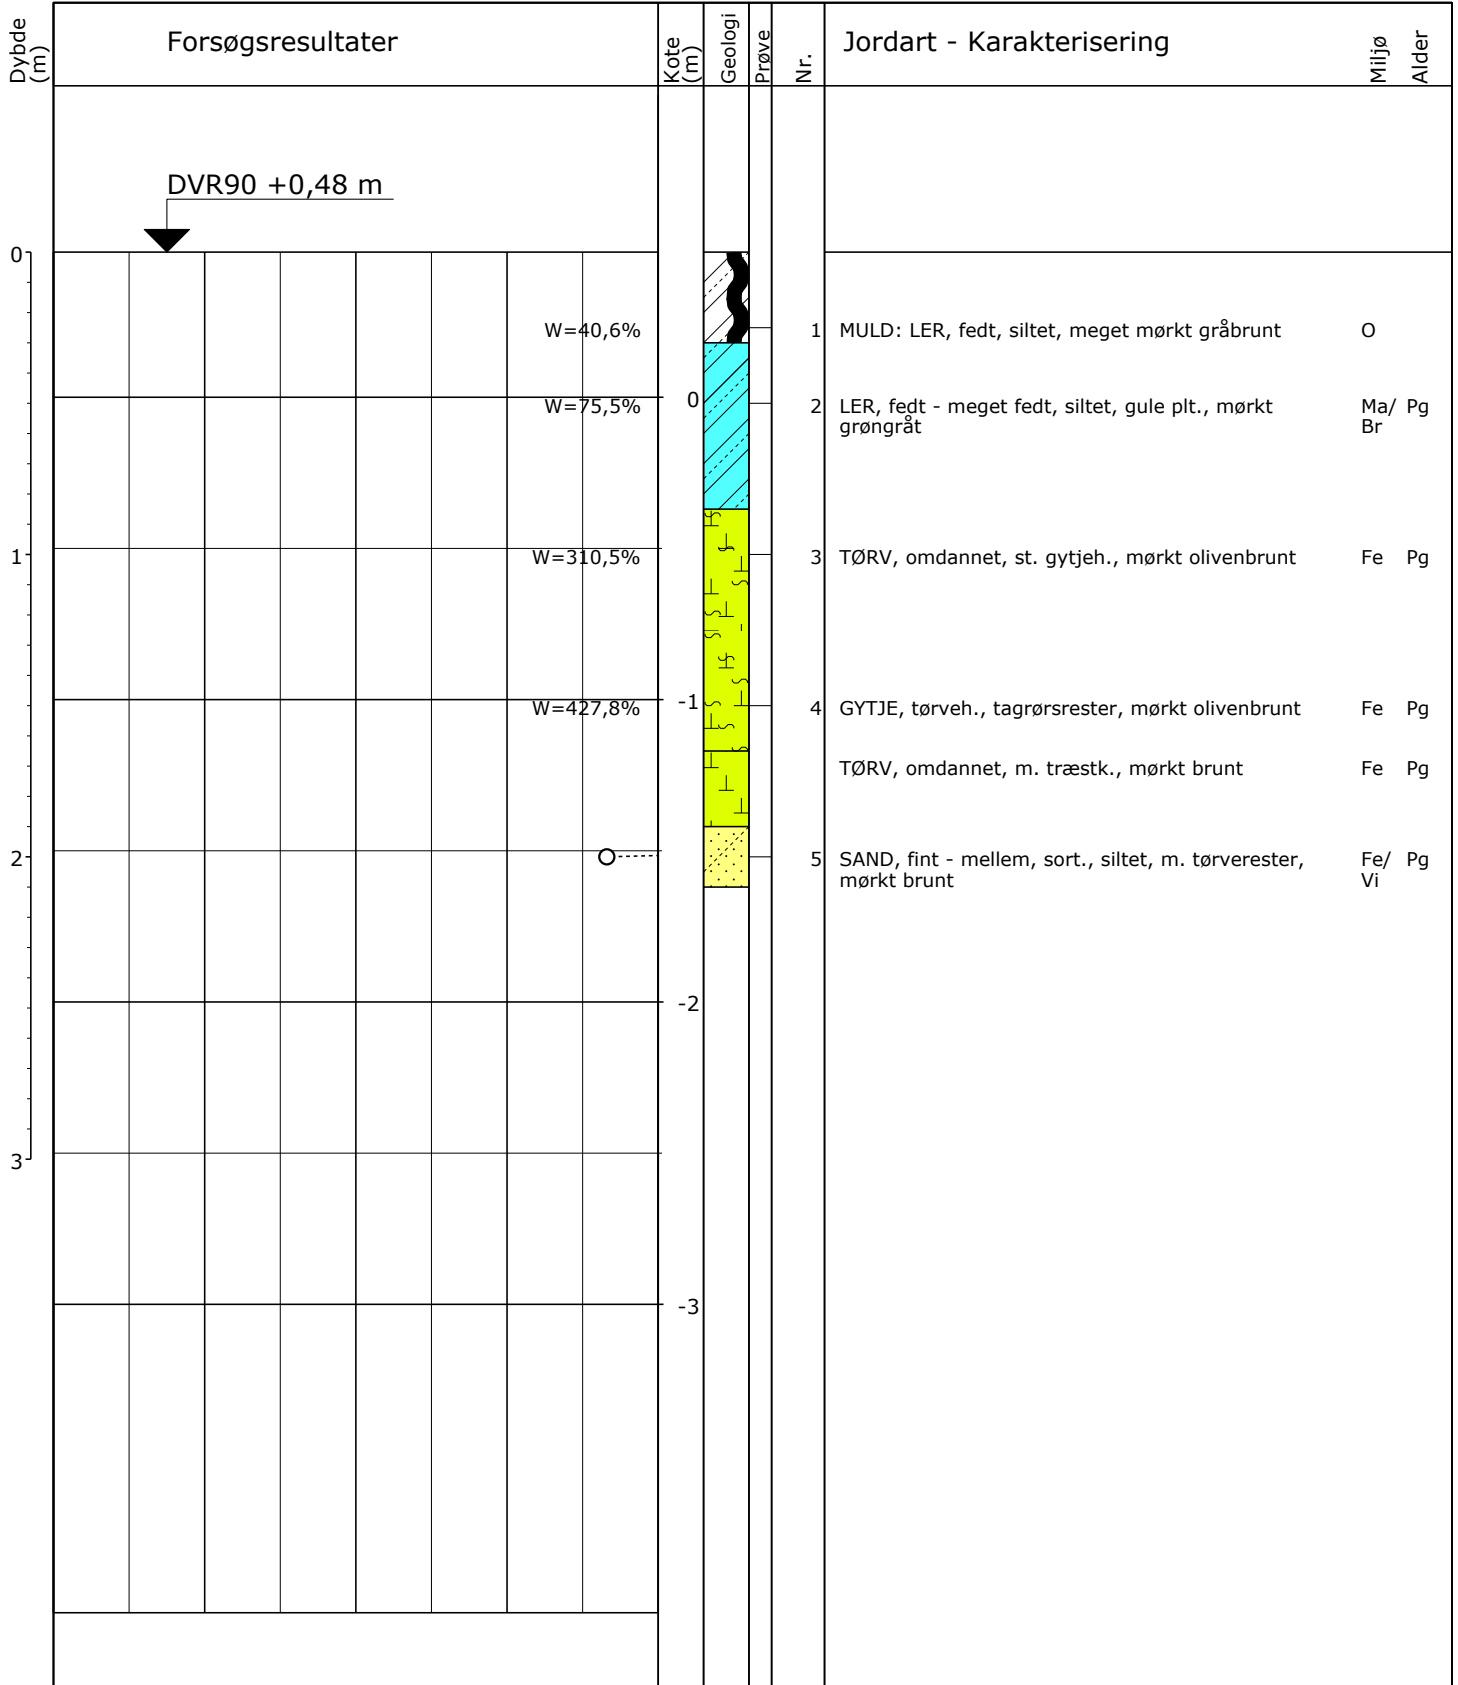 Dybde
(m)
Forsøgsresultater
Kote
(m)
Geologi
Prøve
Nr.
Jordart - Karakterisering
Miljø
Alder
DVR90 +0,48 m
0
W=40,6%
1 MULD: LER, fedt, siltet, meget mørkt gråbrunt O
0
W=75,5%
2 LER, fedt - meget fedt, siltet, gule plt., mørkt Ma/ Pg
grøngråt Br
1
W=310,5%
3 TØRV, omdannet, st. gytjeh., mørkt olivenbrunt Fe Pg
-1
W=427,8%
4 GYTJE, tørveh., tagrørsrester, mørkt olivenbrunt Fe Pg
TØRV, omdannet, m. træstk., mørkt brunt Fe Pg
2
5 SAND, fint - mellem, sort., siltet, m. tørverester, Fe/ Pg
mørkt brunt Vi
-2
3
-3